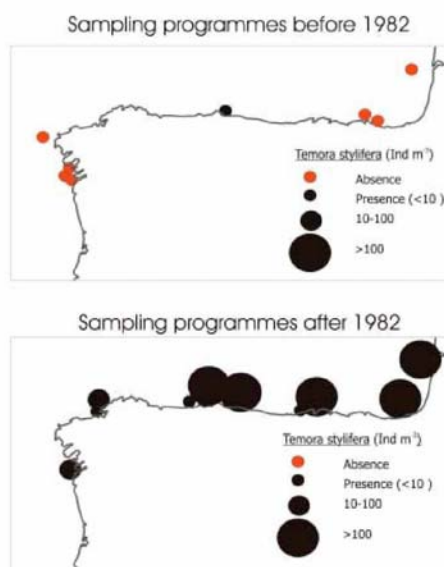 Sampling programmes before 1982
Temora stylifera (Ind m⁻³)
Absence
Presence (<10 )
10-100
>100
Sampling programmes after 1982
Temora stylifera (Ind m⁻³)
Absence
Presence (<10 )
10-100
>100